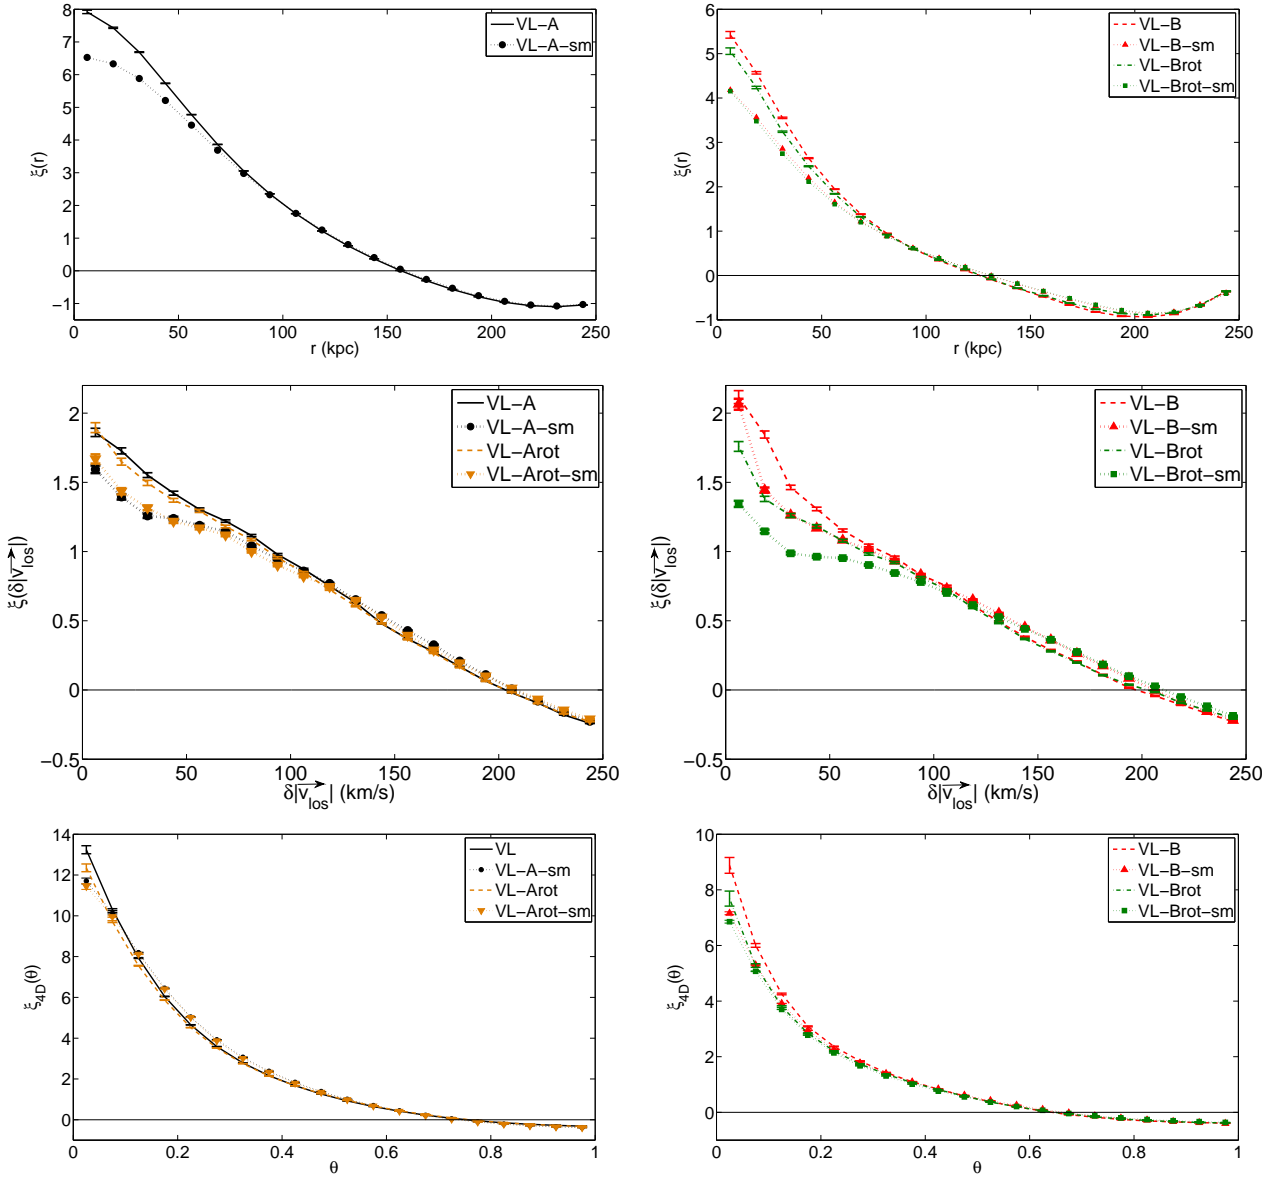 8
7
6
5
4
3
2
1
0
−1
0
50
100
150
200
250
r (kpc)
ξ(r)
VL−A
VL−A−sm
6
5
4
3
2
1
0
−1
0
50
100
150
200
250
r (kpc)
ξ(r)
VL−B
VL−B−sm
VL−Brot
VL−Brot−sm
2
1.5
1
0.5
0
−0.5
0
50
100
150
200
250
δ|v_los| (km/s)
ξ(δ|v_los|)
VL−A
VL−A−sm
VL−Arot
VL−Arot−sm
2
1.5
1
0.5
0
−0.5
0
50
100
150
200
250
δ|v_los| (km/s)
ξ(δ|v_los|)
VL−B
VL−B−sm
VL−Brot
VL−Brot−sm
14
12
10
8
6
4
2
0
0
0.2
0.4
0.6
0.8
1
θ
ξ4D(θ)
VL
VL−A−sm
VL−Arot
VL−Arot−sm
10
8
6
4
2
0
0
0.2
0.4
0.6
0.8
1
θ
ξ4D(θ)
VL−B
VL−B−sm
VL−Brot
VL−Brot−sm